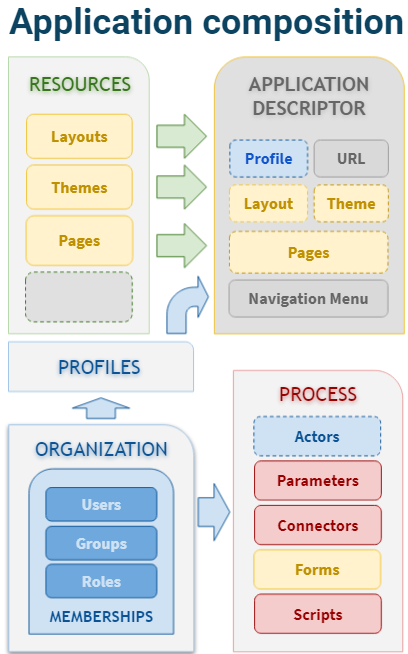 Application composition
RESOURCES
Layouts
Themes
Pages
APPLICATION
DESCRIPTOR
Profile
URL
Layout
Theme
Pages
Navigation Menu
PROFILES
ORGANIZATION
Users
Groups
Roles
MEMBERSHIPS
PROCESS
Actors
Parameters
Connectors
Forms
Scripts